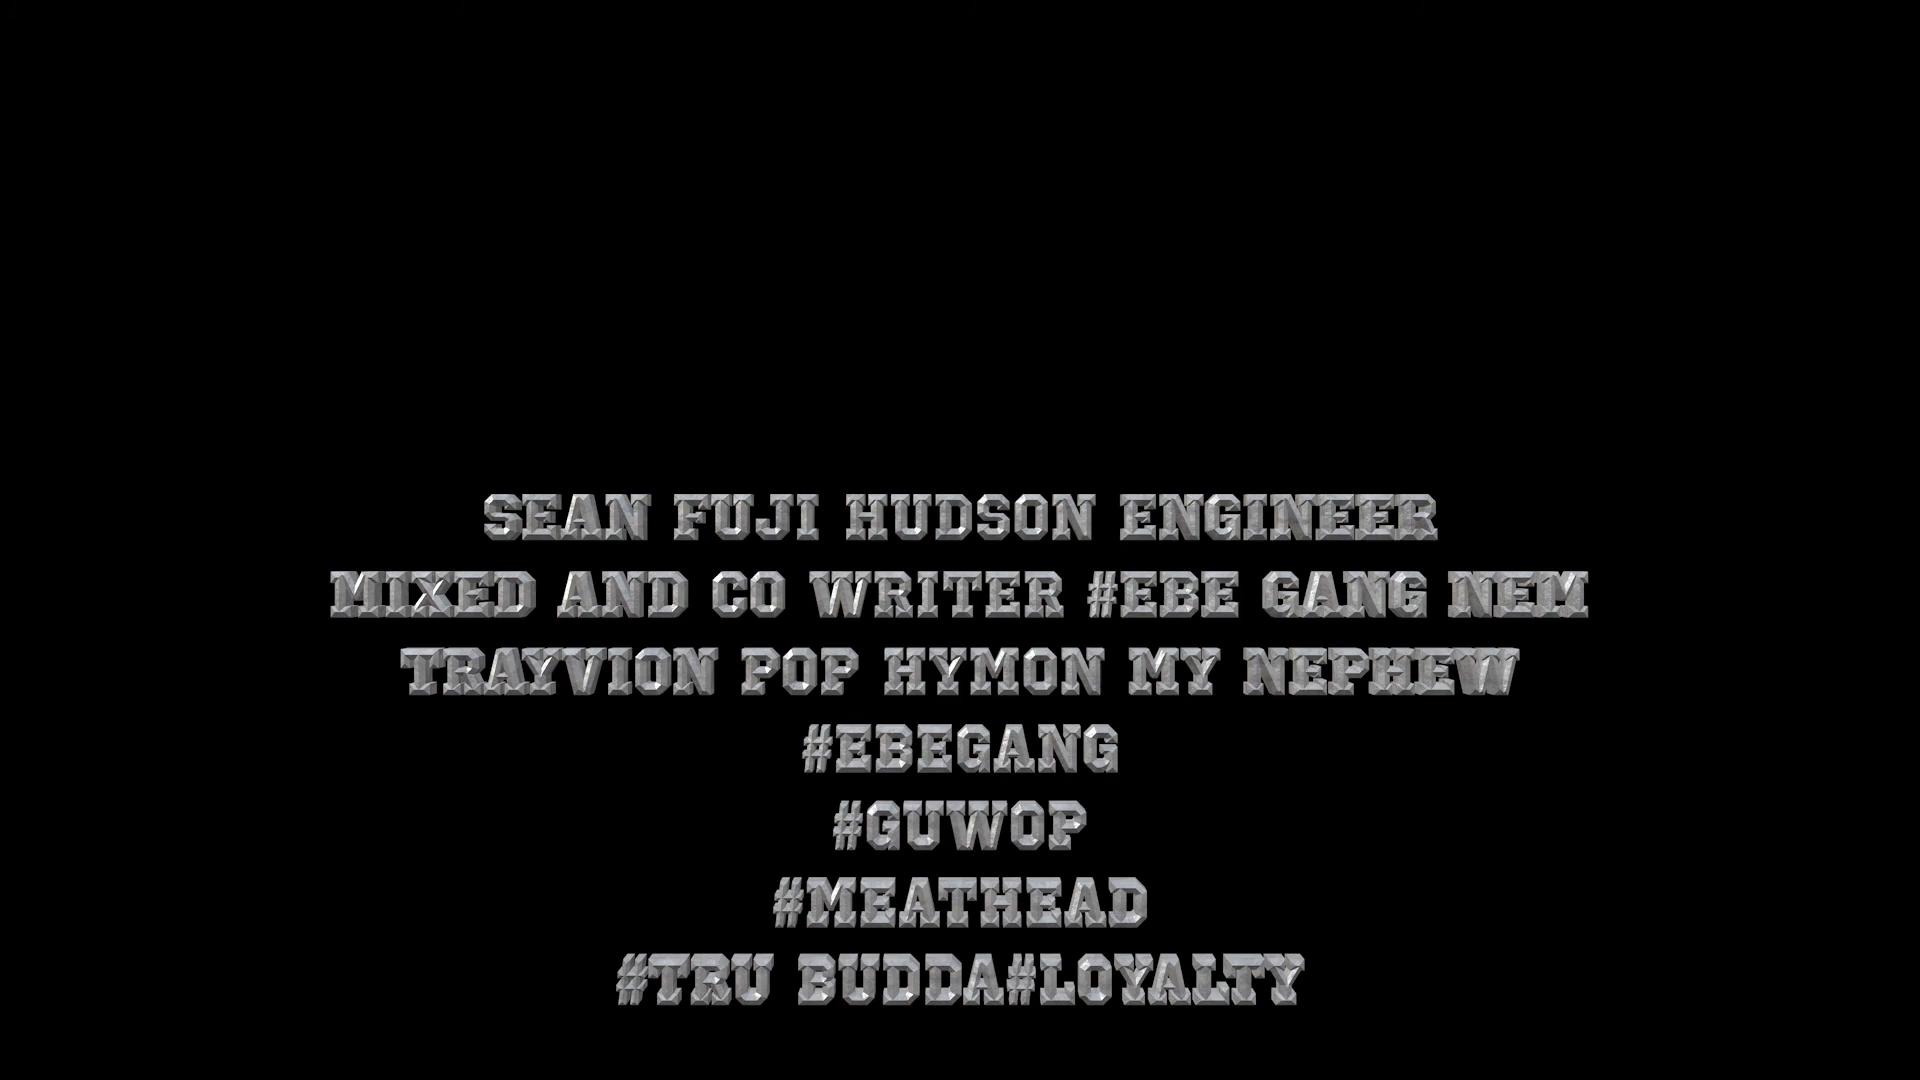 SEAN FUJI HUDSON ENGINEER
MIXED AND CO WRITER #EBE GANG NEM
TRAYVION POP HYMON MY NEPHEW
#EBEGANG
#GUWOP
#MEATHEAD
#TRU BUDDA#LOYALTY